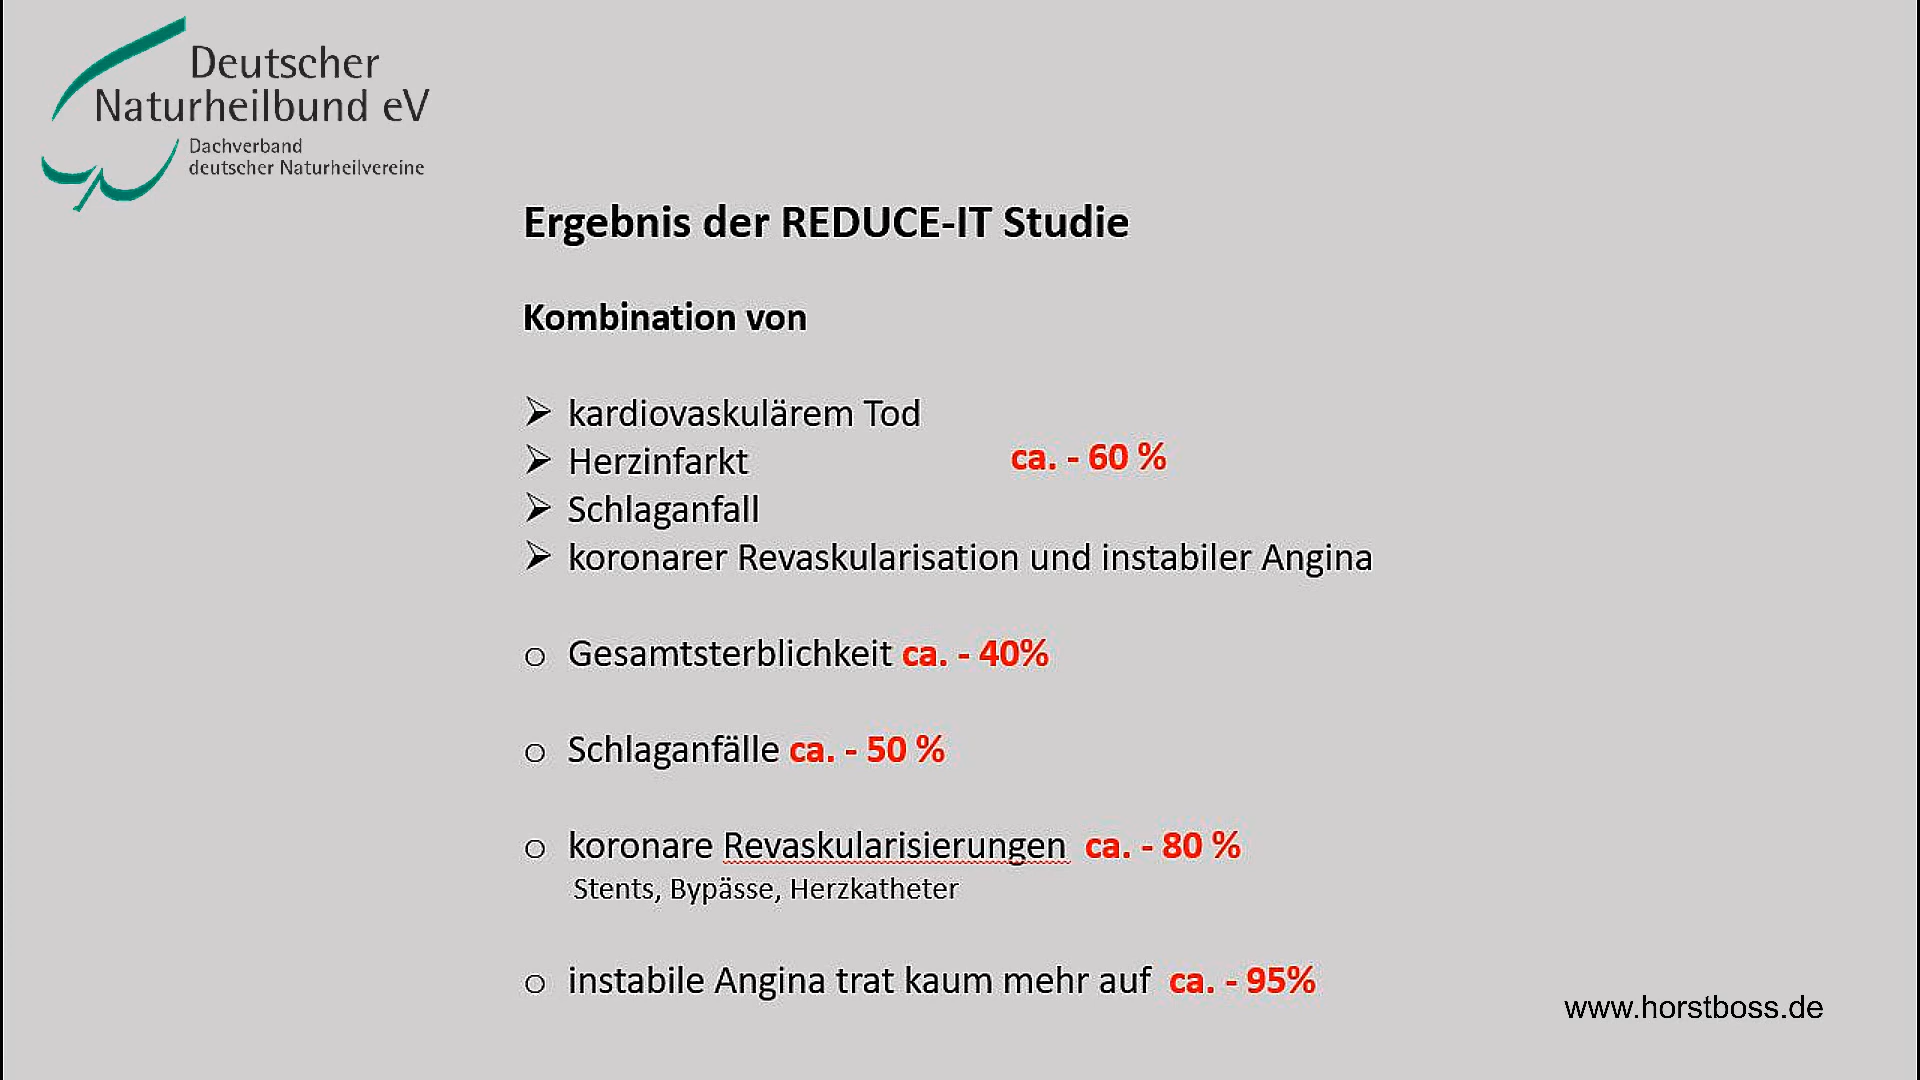 Deutscher
Naturheilbund eV
Dachverband
deutscher Naturheilvereine
Ergebnis der REDUCE-IT Studie
Kombination von
➢ kardiovaskulärem Tod
➢ Herzinfarkt ca. - 60 %
➢ Schlaganfall
➢ koronarer Revaskularisation und instabiler Angina
o Gesamtsterblichkeit ca. - 40%
o Schlaganfälle ca. - 50 %
o koronare Revaskularisierungen ca. - 80 %
Stents, Bypässe, Herzkatheter
o instabile Angina trat kaum mehr auf ca. - 95%
www.horstboss.de